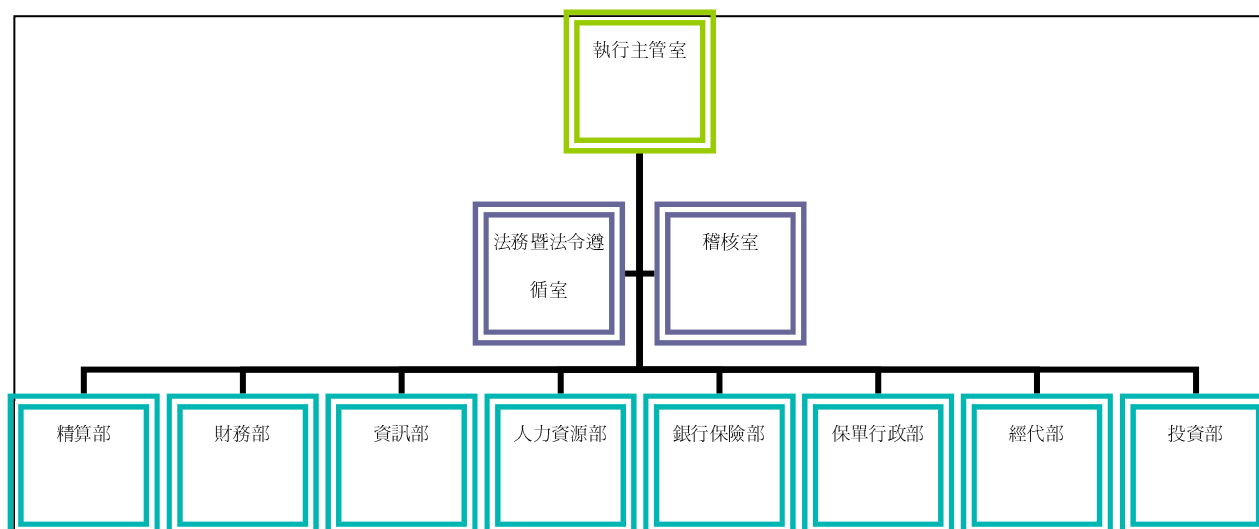 執行主管室
法務暨法令遵
循室
稽核室
精算部
財務部
資訊部
人力資源部
銀行保險部
保單行政部
經代部
投資部